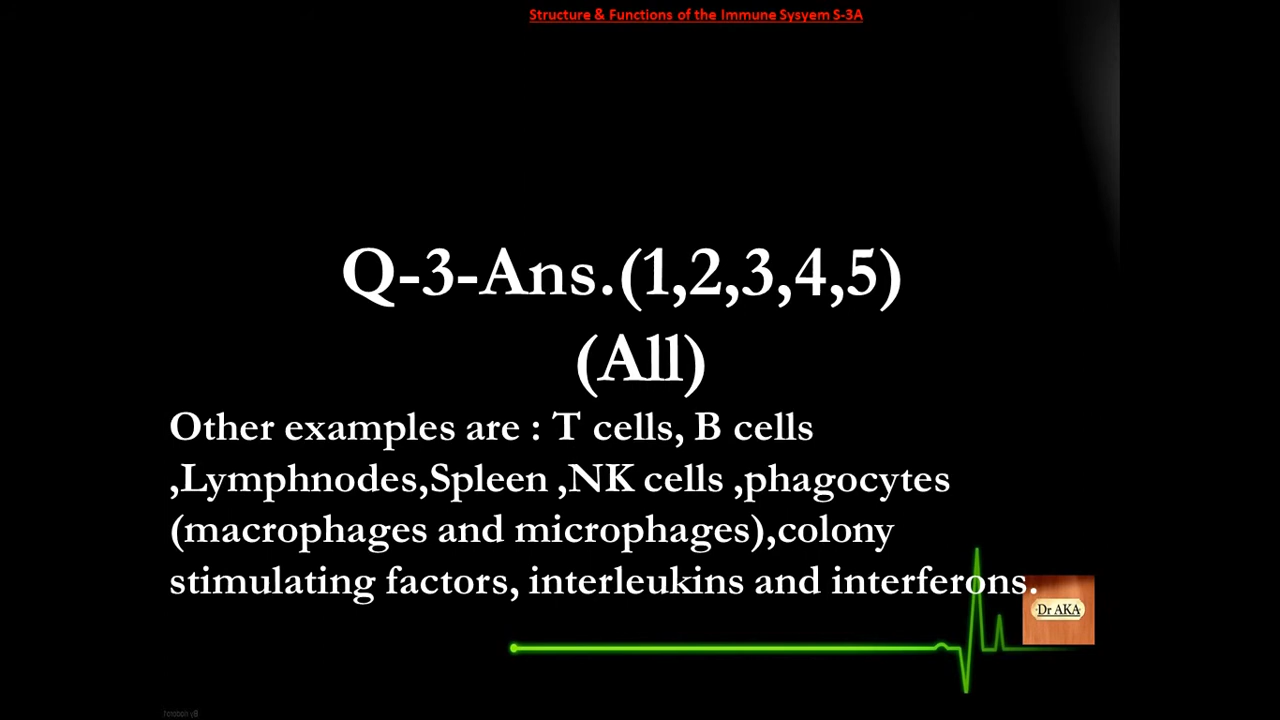 Structure & Functions of the Immune Sysyem S-3A
Q-3-Ans.(1,2,3,4,5)
(All)
Other examples are : T cells, B cells
,Lymphnodes,Spleen ,NK cells ,phagocytes
(macrophages and microphages),colony
stimulating factors, interleukins and interferons.
Dr AKA